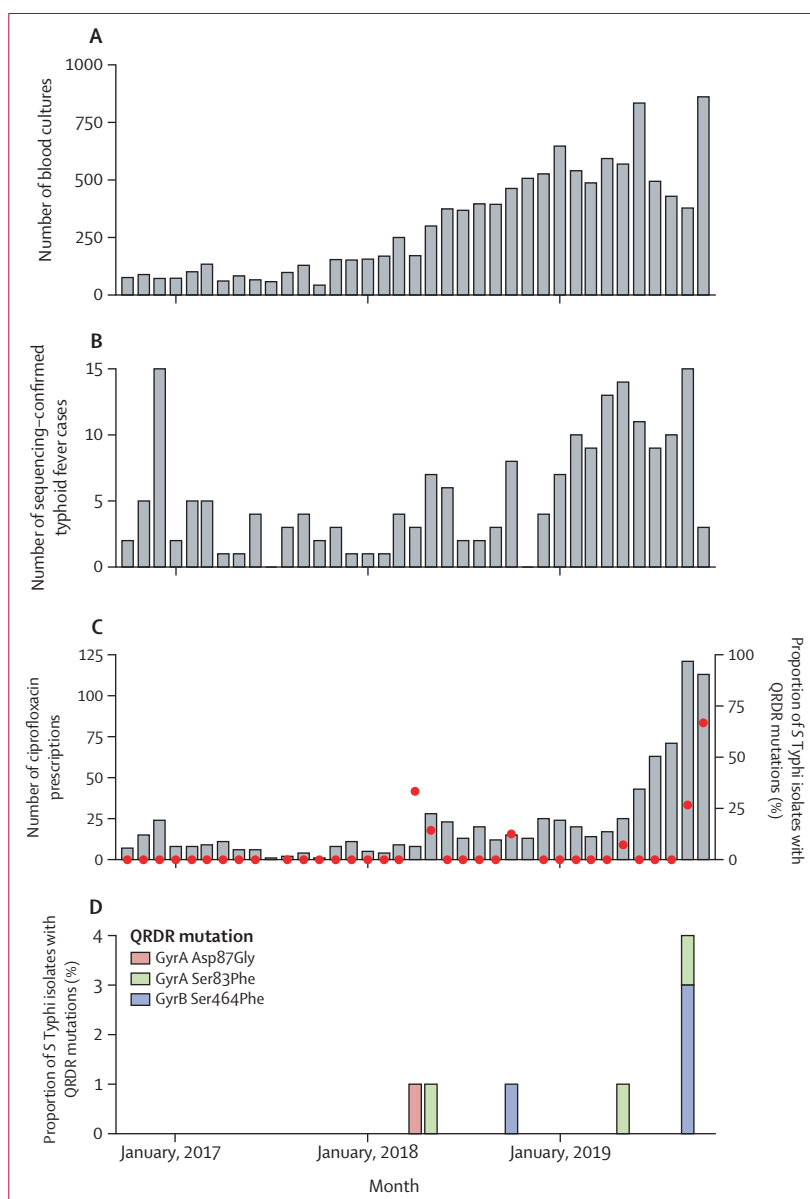 A
Number of blood cultures
1000
750
500
250
0
B
Number of sequencing–confirmed
typhoid fever cases
15
10
5
0
C
Number of ciprofloxacin
prescriptions
125
100
75
50
25
0
100
75
50
25
0
Proportion of S Typhi isolates with
QRDR mutations (%)
D
Proportion of S Typhi isolates with
QRDR mutations (%)
4
3
2
1
0
QRDR mutation
GyrA Asp87Gly
GyrA Ser83Phe
GyrB Ser464Phe
January, 2017
January, 2018
January, 2019
Month